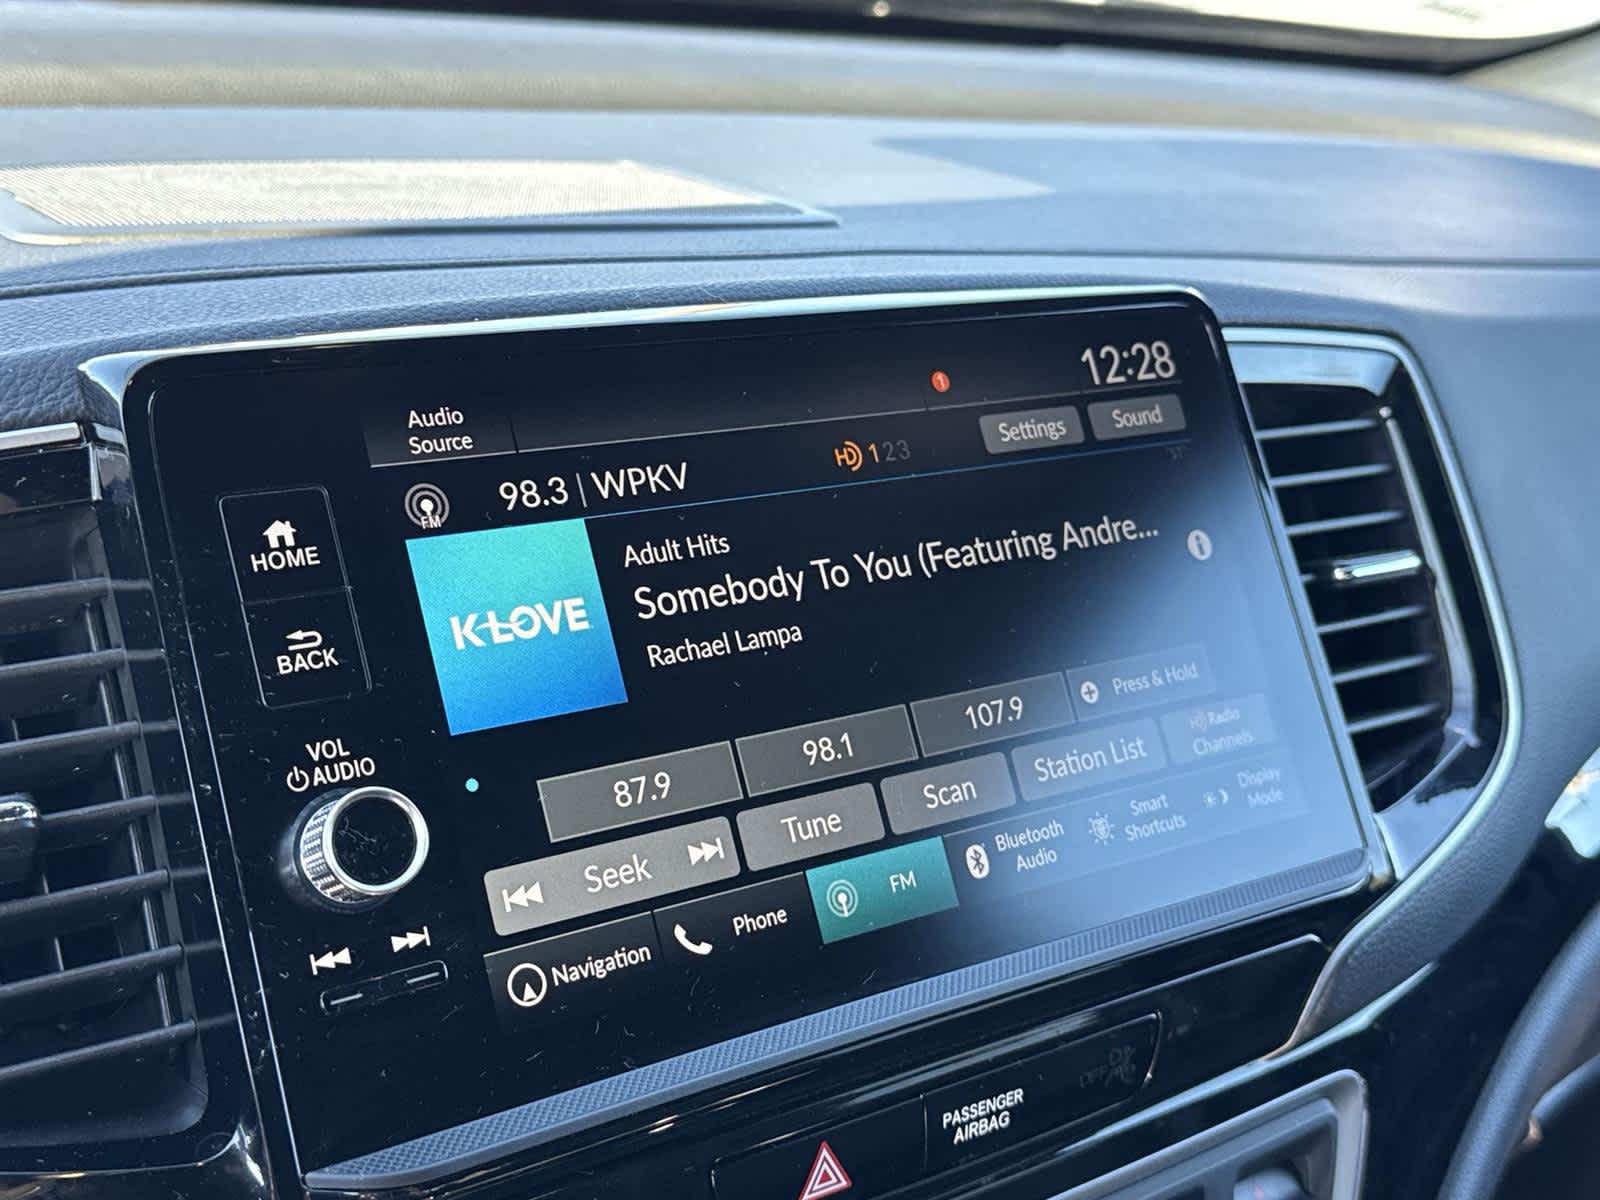 12:28
Audio
Source
1
Settings
Sound
98.3 | WPKV
HD 1 2 3
FM
Adult Hits
Somebody To You (Featuring Andre...
Rachael Lampa
K-LOVE
HOME
BACK
VOL
AUDIO
87.9
98.1
107.9
Press & Hold
Seek
Tune
Scan
Station List
HD Radio
Channels
Navigation
Phone
FM
Bluetooth
Audio
Smart
Shortcuts
Display
Mode
PASSENGER
AIRBAG
OFF